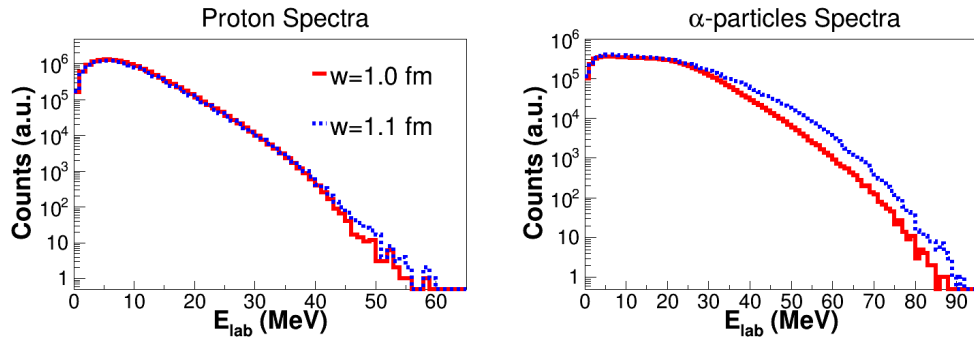 Proton Spectra
Counts (a.u.)
10⁶
10⁵
10⁴
10³
10²
10
1
w=1.0 fm
w=1.1 fm
0 10 20 30 40 50 60
E_lab (MeV)
α-particles Spectra
Counts (a.u.)
10⁶
10⁵
10⁴
10³
10²
10
1
0 10 20 30 40 50 60 70 80 90
E_lab (MeV)